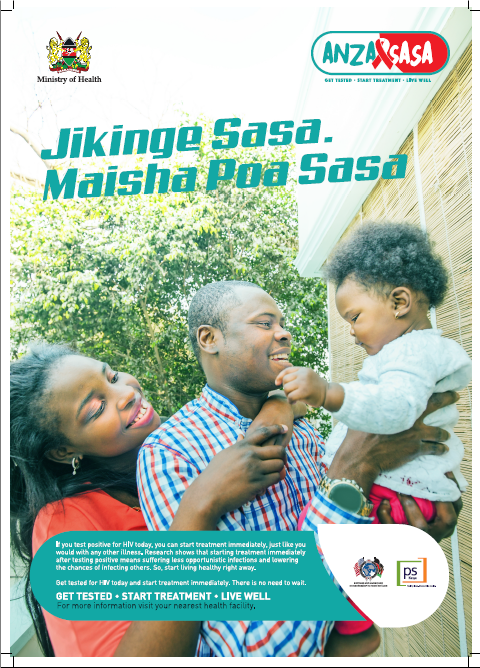 Ministry of Health
ANZA SASA
GET TESTED • START TREATMENT • LIVE WELL
Jikinge Sasa.
Maisha Poa Sasa
If you test positive for HIV today, you can start treatment immediately, just like you
would with any other illness. Research shows that starting treatment immediately
after testing positive means suffering less opportunistic infections and lowering
the chances of infecting others. So, start living healthy right away.
Get tested for HIV today and start treatment immediately. There is no need to wait.
GET TESTED • START TREATMENT • LIVE WELL
For more information visit your nearest health facility.
ps
Kenya